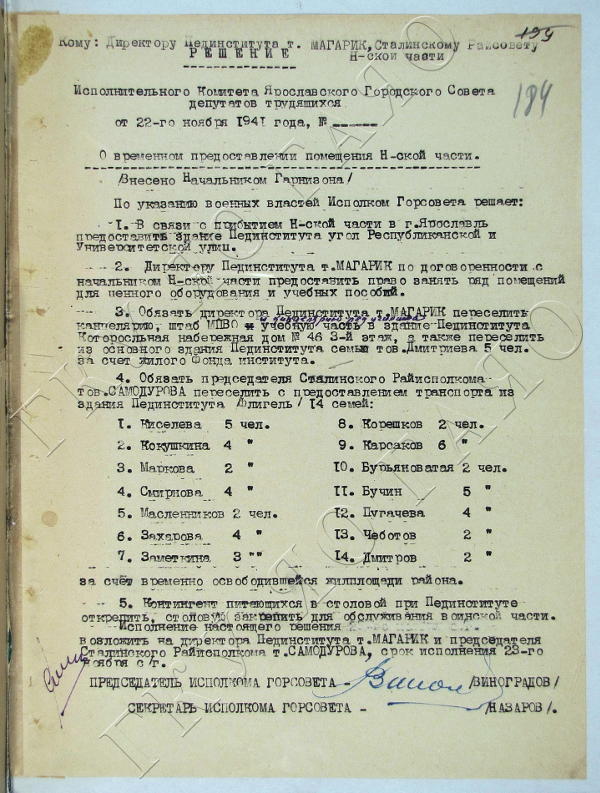 199
Кому: Директору Пединститута т. МАГАРИК, Сталинскому Райсовету
РЕШЕНИЕ Н-ской части
184
Исполнительного Комитета Ярославского Городского Совета
депутатов трудящихся
от 22-го ноября 1941 года, №
О временном предоставлении помещения Н-ской части.
/Внесено Начальником Гарнизона/
По указанию военных властей Исполком Горсовета решает:
1. В связи с прибытием Н-ской части в г.Ярославль
предоставить здание Пединститута угол Республиканской и
Университетской улиц.
2. Директору Пединститута т.МАГАРИК по договоренности с
начальником Н-ской части предоставить право занять ряд помещений
для ценного оборудования и учебных пособий.
3. Обязать директора Пединститута т.МАГАРИК переселить
канцелярию, штаб МПВО и учебную часть в здание Пединститута
Которосльная набережная дом № 46 3-й этаж, а также переселить
из основного здания Пединститута семью тов.Дмитриева 5 чел.
за счет жилого Фонда института.
4. Обязать председателя Сталинского Райисполкома-
тов.САМОДУРОВА переселить с предоставлением транспорта из
здания Пединститута /флигель/ 14 семей:
1. Киселева 5 чел. 8. Корешков 2 чел.
2. Кокушкина 4 " 9. Карсаков 6 "
3. Маркова 2 " 10. Бурьяноватая 2 чел.
4. Смирнова 4 " 11. Бучин 5 "
5. Масленников 2 чел. 12. Пугачева 4 "
6. Захарова 4 " 13. Чеботов 2 "
7. Заметкина 3 "" 14. Дмитров 2 "
за счёт временно освободившейся жилплощади района.
5. Контингент питающихся в столовой при Пединституте
открепить, столовую закрепить для обслуживания воинской части.
Исполнение настоящего решения
возложить на директора Пединститута т.МАГАРИК и председателя
Сталинского Райисполкома т.САМОДУРОВА, срок исполнения 23-го
ноября с/г.
ПРЕДСЕДАТЕЛЬ ИСПОЛКОМА ГОРСОВЕТА - /ВИНОГРАДОВ/
СЕКРЕТАРЬ ИСПОЛКОМА ГОРСОВЕТА - /НАЗАРОВ/.